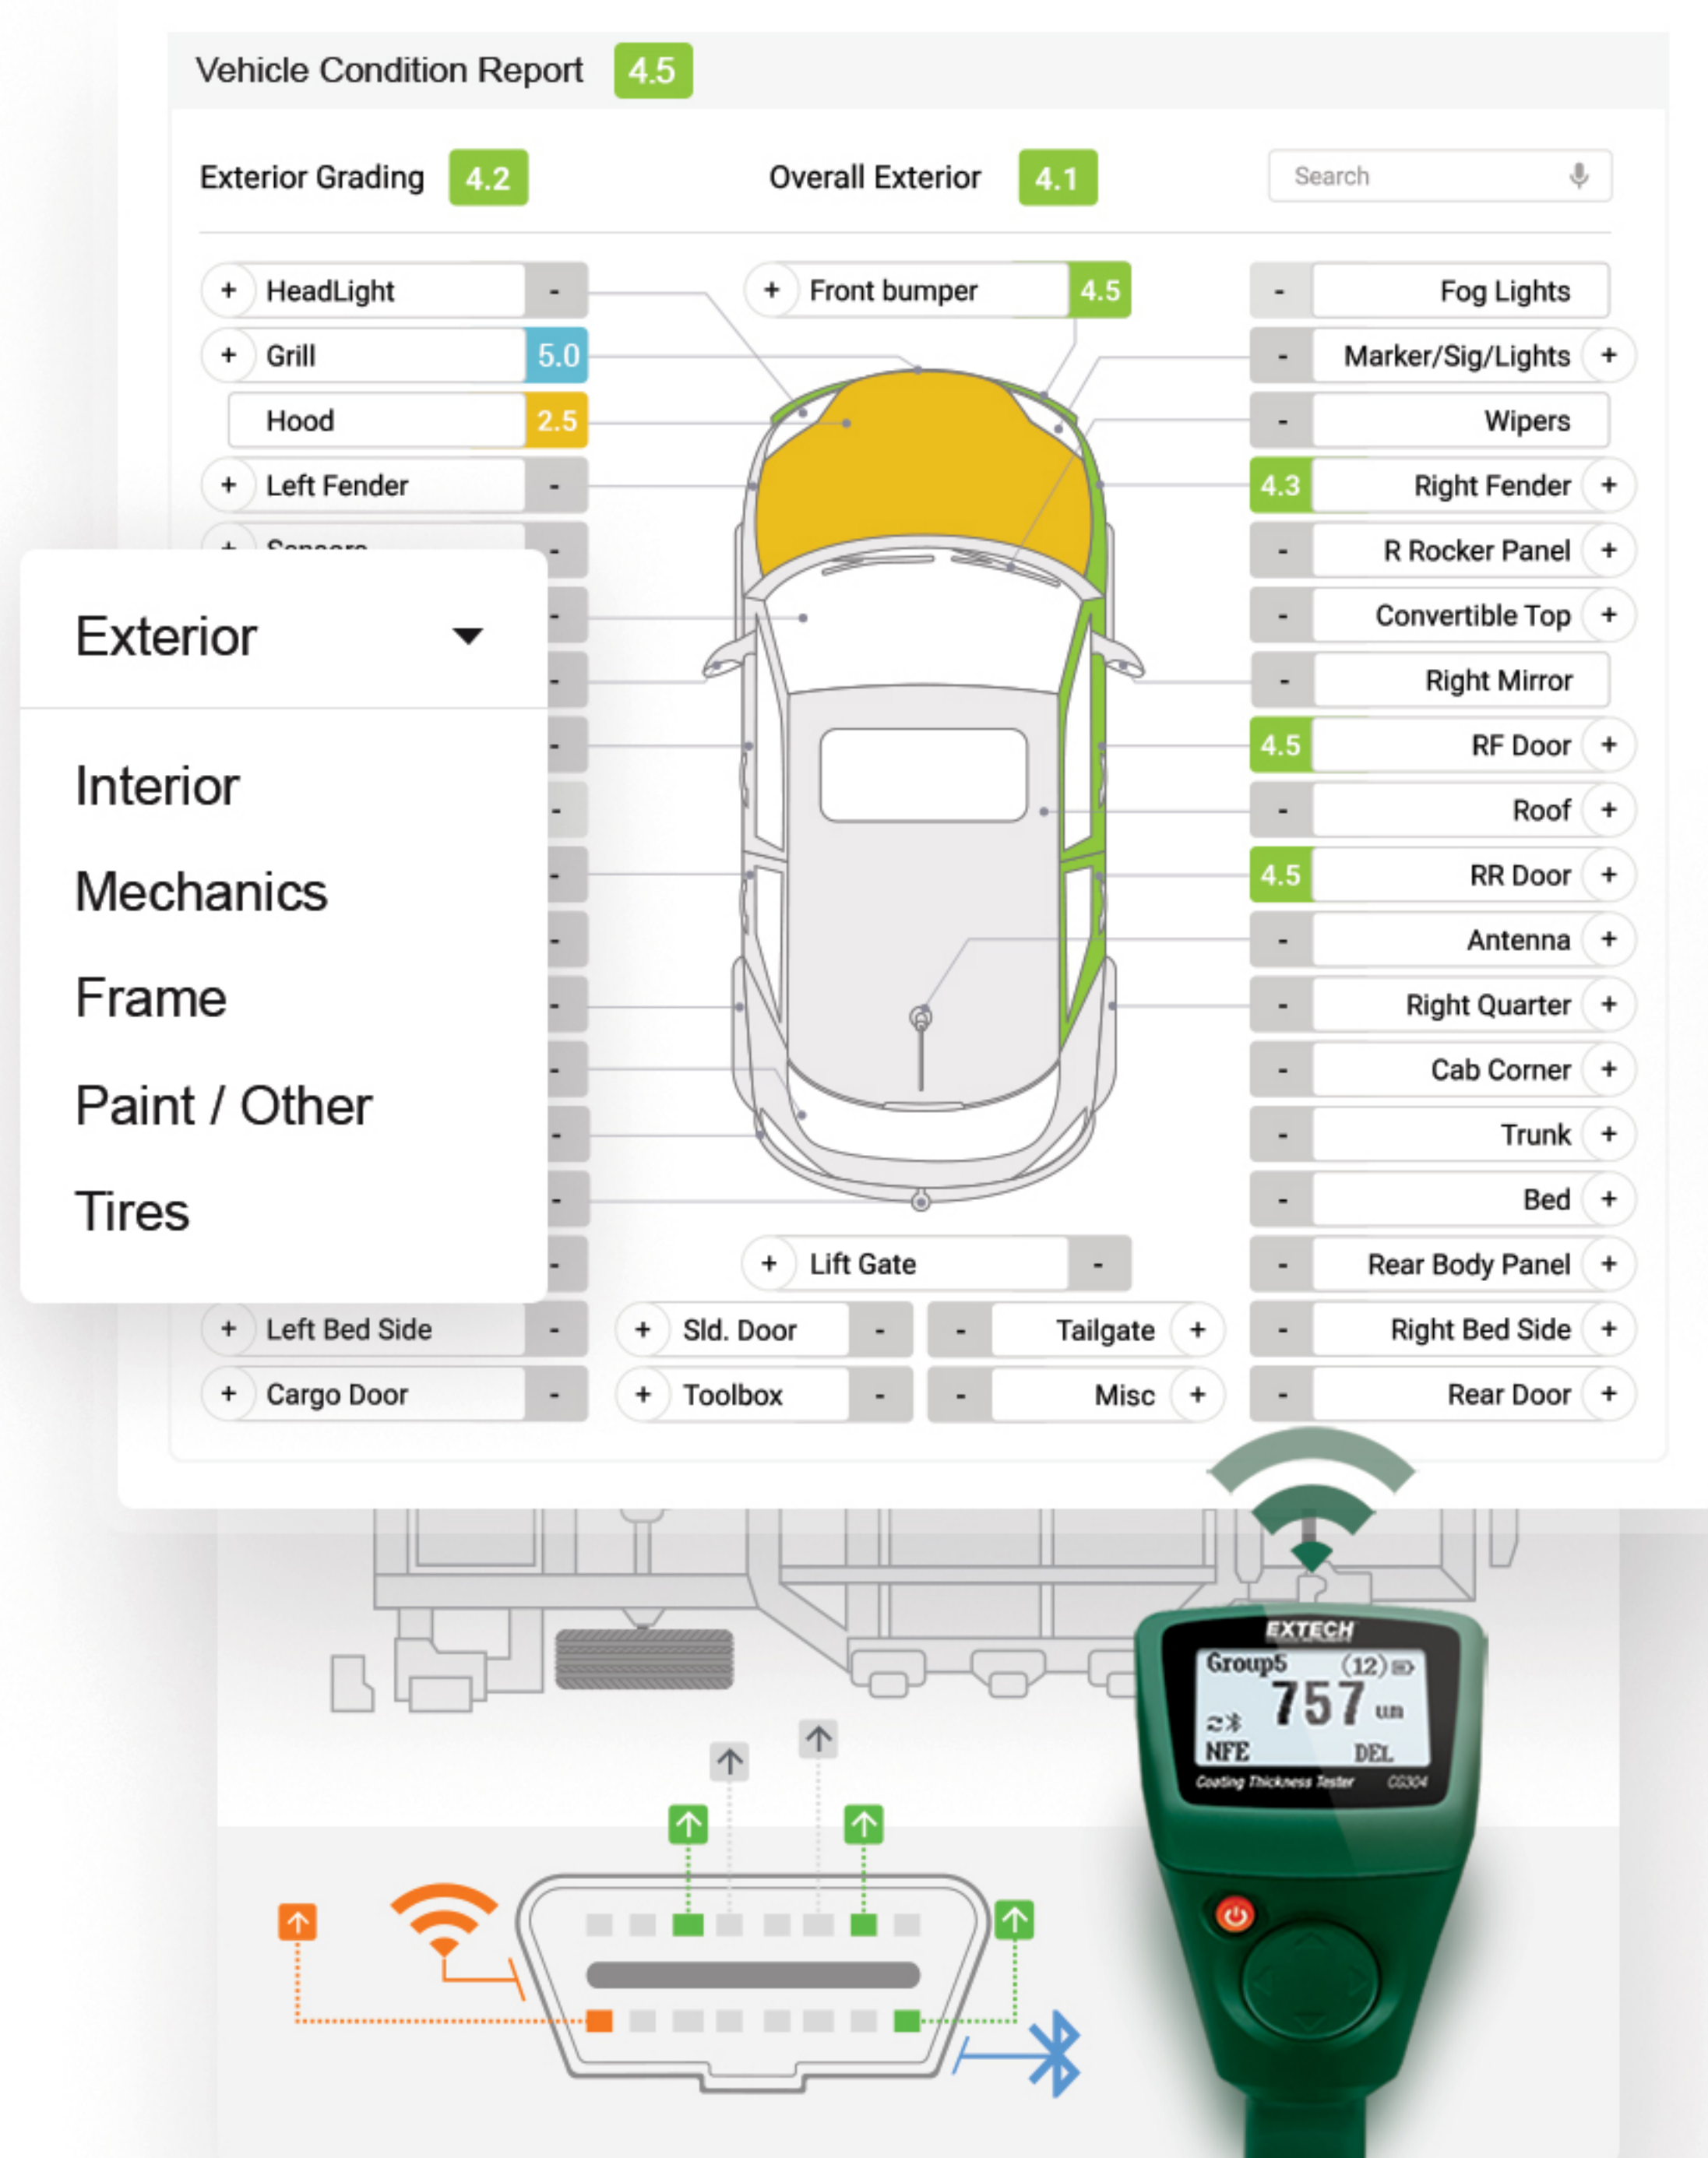 Vehicle Condition Report 4.5
Exterior Grading 4.2
Overall Exterior 4.1
Search
+ HeadLight -
+ Grill 5.0
Hood 2.5
+ Left Fender -
+ Sensors -
Exterior
Interior
Mechanics
Frame
Paint / Other
Tires
-
-
-
-
-
-
-
-
-
-
-
+ Left Bed Side -
+ Cargo Door -
+ Front bumper 4.5
+ Lift Gate -
+ Sld. Door -
- Tailgate +
+ Toolbox -
- Misc +
- Fog Lights
- Marker/Sig/Lights +
- Wipers
4.3 Right Fender +
- R Rocker Panel +
- Convertible Top +
- Right Mirror
4.5 RF Door +
- Roof +
4.5 RR Door +
- Antenna +
- Right Quarter +
- Cab Corner +
- Trunk +
- Bed +
- Rear Body Panel +
- Right Bed Side +
- Rear Door +
EXTECH
Group5 (12)
757 um
NFE DEL
Coating Thickness Tester CG304